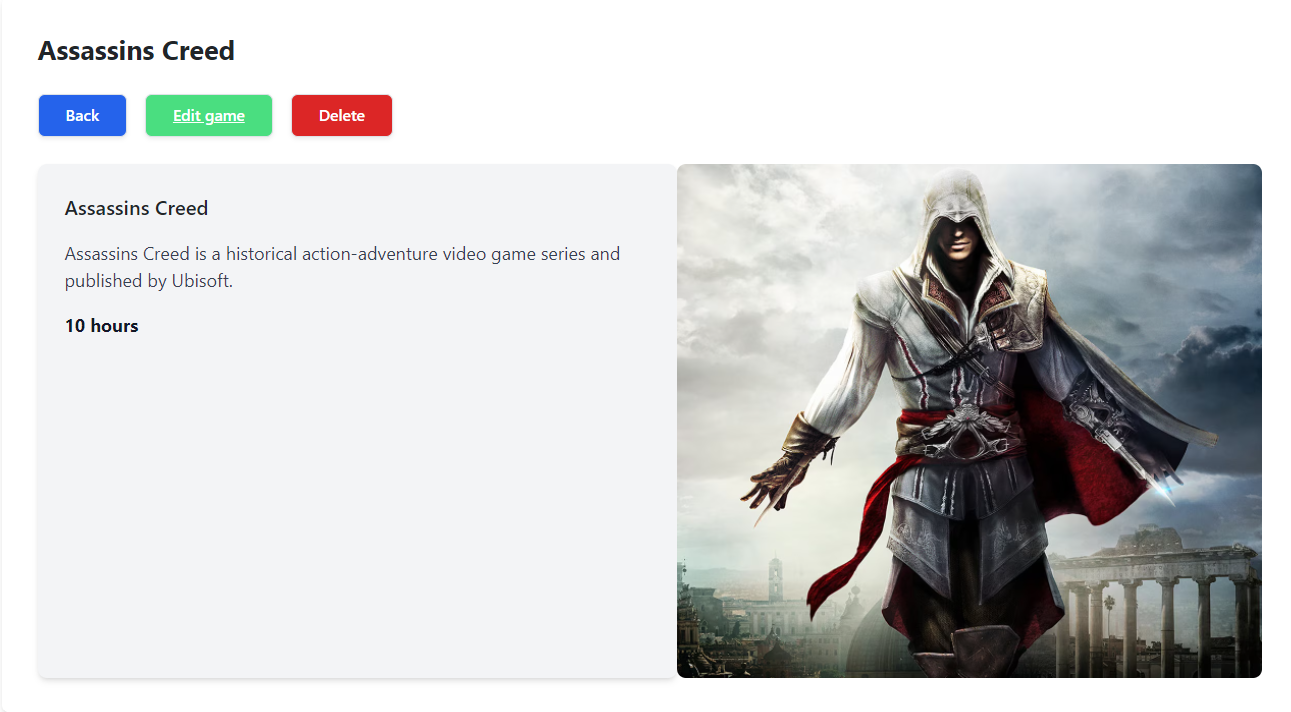 Assassins Creed
Back
Edit game
Delete
Assassins Creed
Assassins Creed is a historical action-adventure video game series and
published by Ubisoft.
10 hours